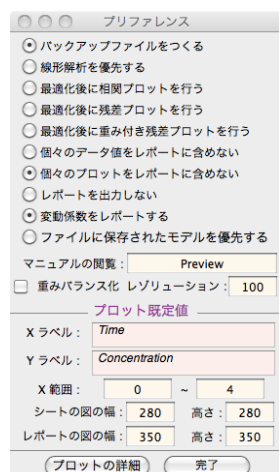 プリファレンス
バックアップファイルをつくる
線形解析を優先する
最適化後に相関プロットを行う
最適化後に残差プロットを行う
最適化後に重み付き残差プロットを行う
個々のデータ値をレポートに含めない
個々のプロットをレポートに含めない
レポートを出力しない
変動係数をレポートする
ファイルに保存されたモデルを優先する
マニュアルの閲覧： Preview
重みバランス化 レゾリューション： 100
プロット既定値
X ラベル： Time
Y ラベル： Concentration
X 範囲： 0 ~ 4
シートの図の幅： 280 高さ： 280
レポートの図の幅： 350 高さ： 350
プロットの詳細 完了